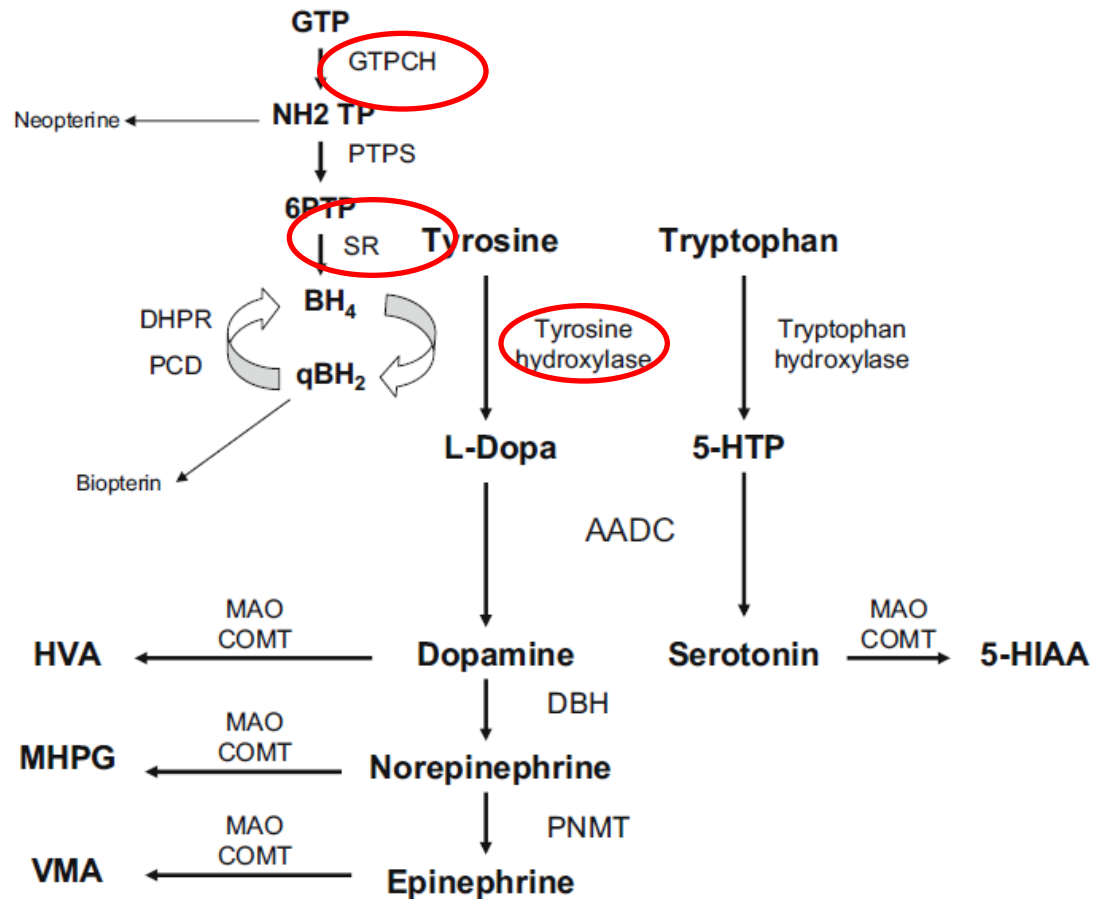 GTP
GTPCH
Neopterine
NH2 TP
PTPS
6PTP
SR
Tyrosine
Tryptophan
BH4
DHPR
PCD
qBH2
Tyrosine
hydroxylase
Tryptophan
hydroxylase
L-Dopa
5-HTP
Biopterin
AADC
MAO
COMT
HVA
Dopamine
Serotonin
MAO
COMT
5-HIAA
DBH
MAO
COMT
MHPG
Norepinephrine
PNMT
MAO
COMT
VMA
Epinephrine